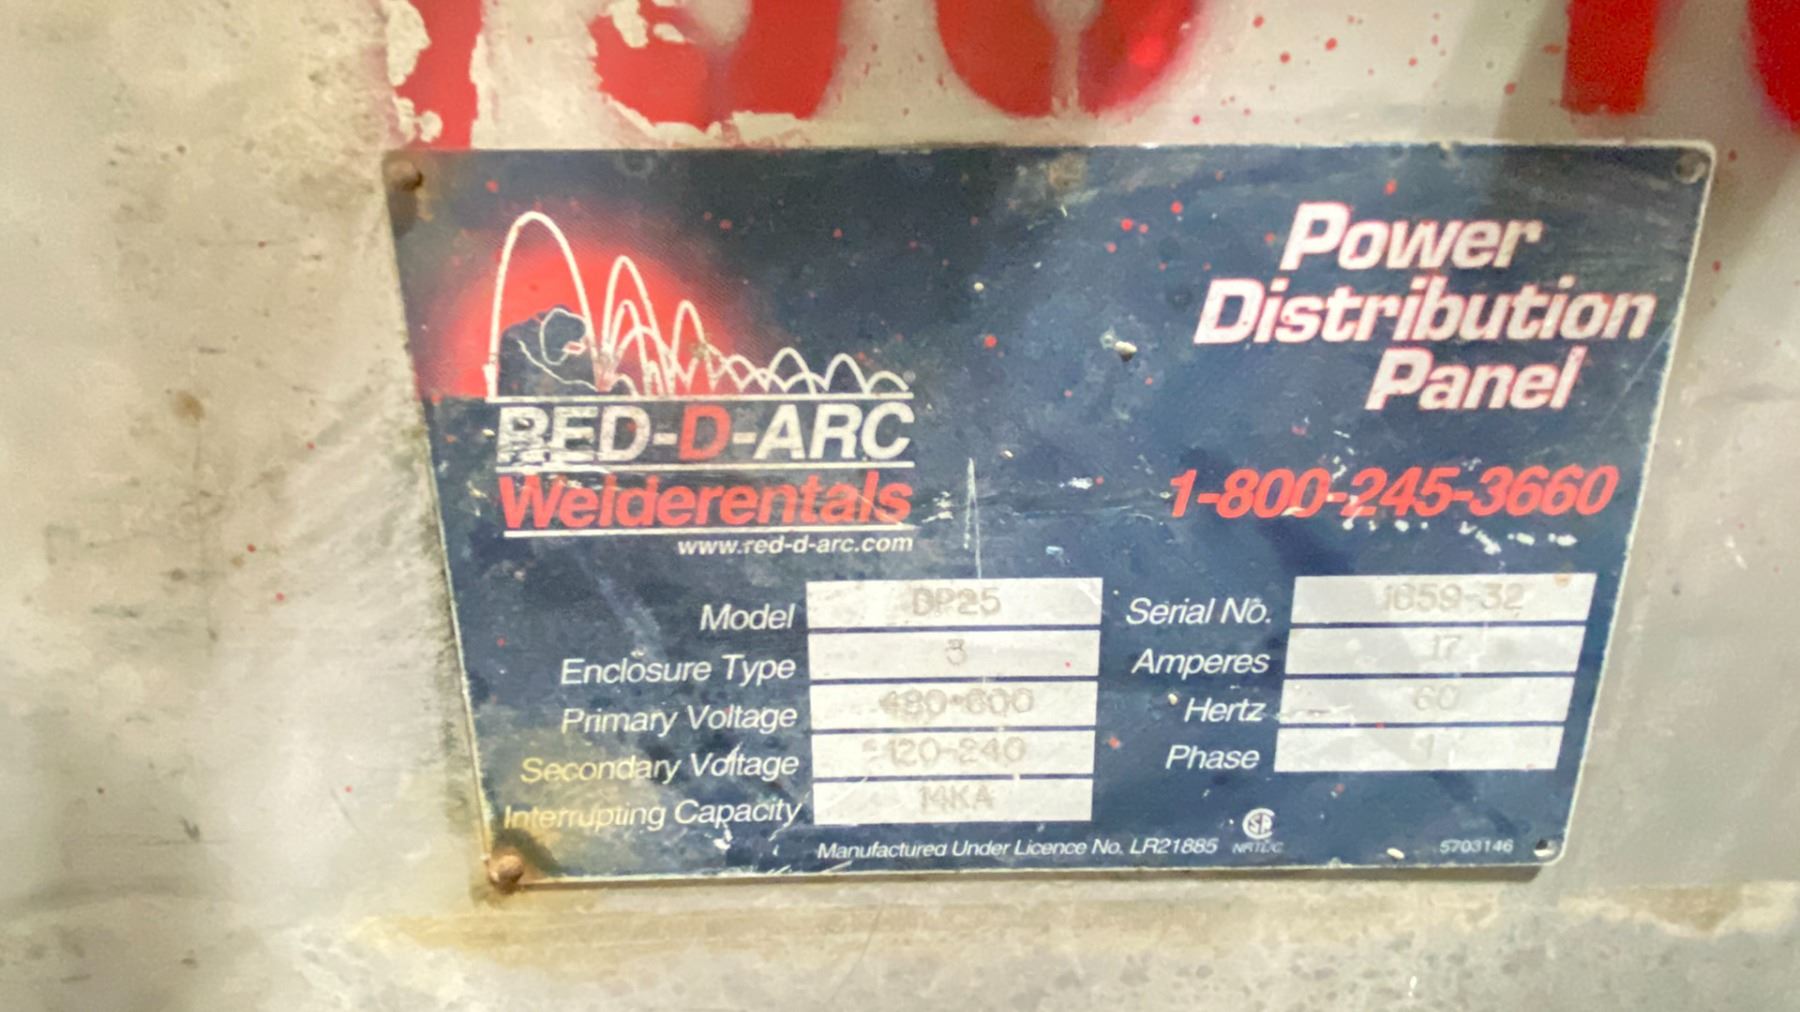 Power
Distribution
Panel
RED-D-ARC
Welderentals
www.red-d-arc.com
1-800-245-3660
Model DP25
Serial No. 1659-32
Enclosure Type 3
Amperes 17
Primary Voltage 480-600
Hertz 60
Secondary Voltage 120-240
Phase 1
Interrupting Capacity 14KA
Manufactured Under Licence No. LR21885
NRTL/C
5703146